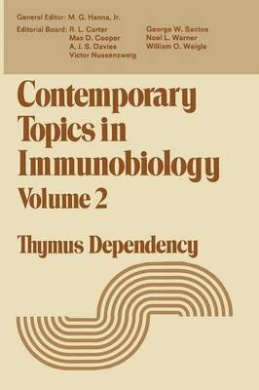 General Editor: M. G. Hanna, Jr.
Editorial Board: R. L. Carter
Max D. Cooper
A. J. S. Davies
Victor Nussenzweig
George W. Santos
Noel L. Warner
William O. Weigle
Contemporary
Topics in
Immunobiology
Volume 2
Thymus Dependency